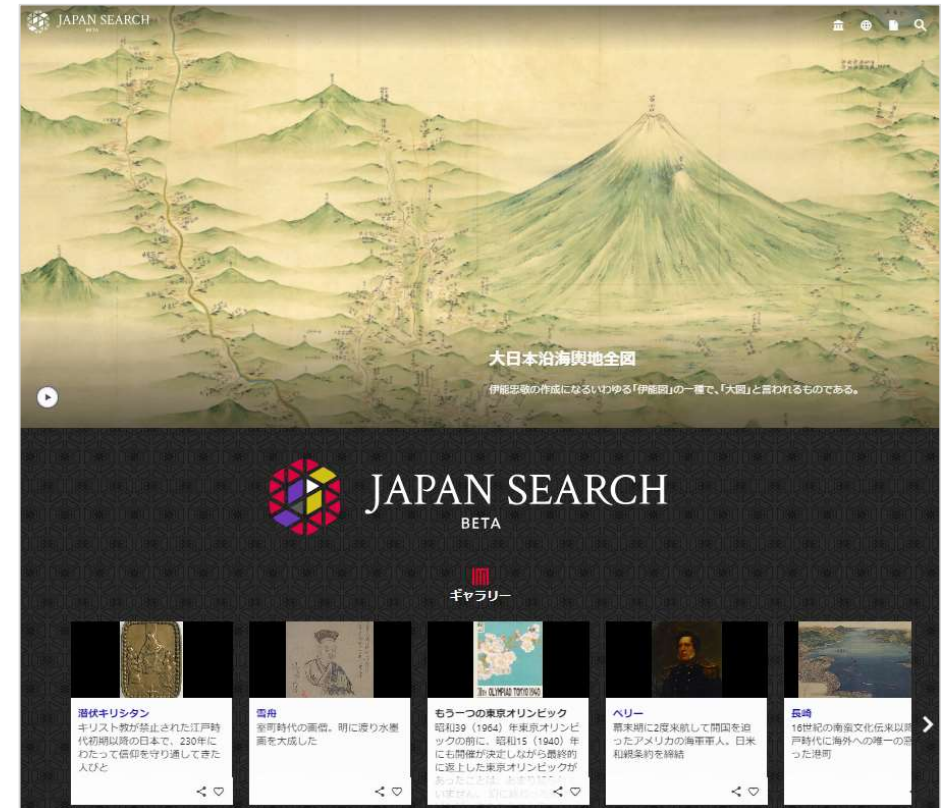 JAPAN SEARCH
BETA
大日本沿海輿地全図
伊能忠敬の作成になるいわゆる「伊能図」の一種で、「大図」と言われるものである。
JAPAN SEARCH
BETA
ギャラリー
XIITH OLYMPIAD TOKYO 1940
潜伏キリシタン
キリスト教が禁止された江戸時
代初期以降の日本で、230年に
わたって信仰を守り通してきた
人びと
雪舟
室町時代の画僧。明に渡り水墨
画を大成した
もう一つの東京オリンピック
昭和39（1964）年東京オリンピ
ックの前に、昭和15（1940）年
にも開催が決定しながら最終的
に返上した東京オリンピックが
ペリー
幕末期に2度来航して開国を迫
ったアメリカの海軍軍人。日米
和親条約を締結
長崎
16世紀の南蛮文化伝来以降
戸時代に海外への唯一の窓
った港町